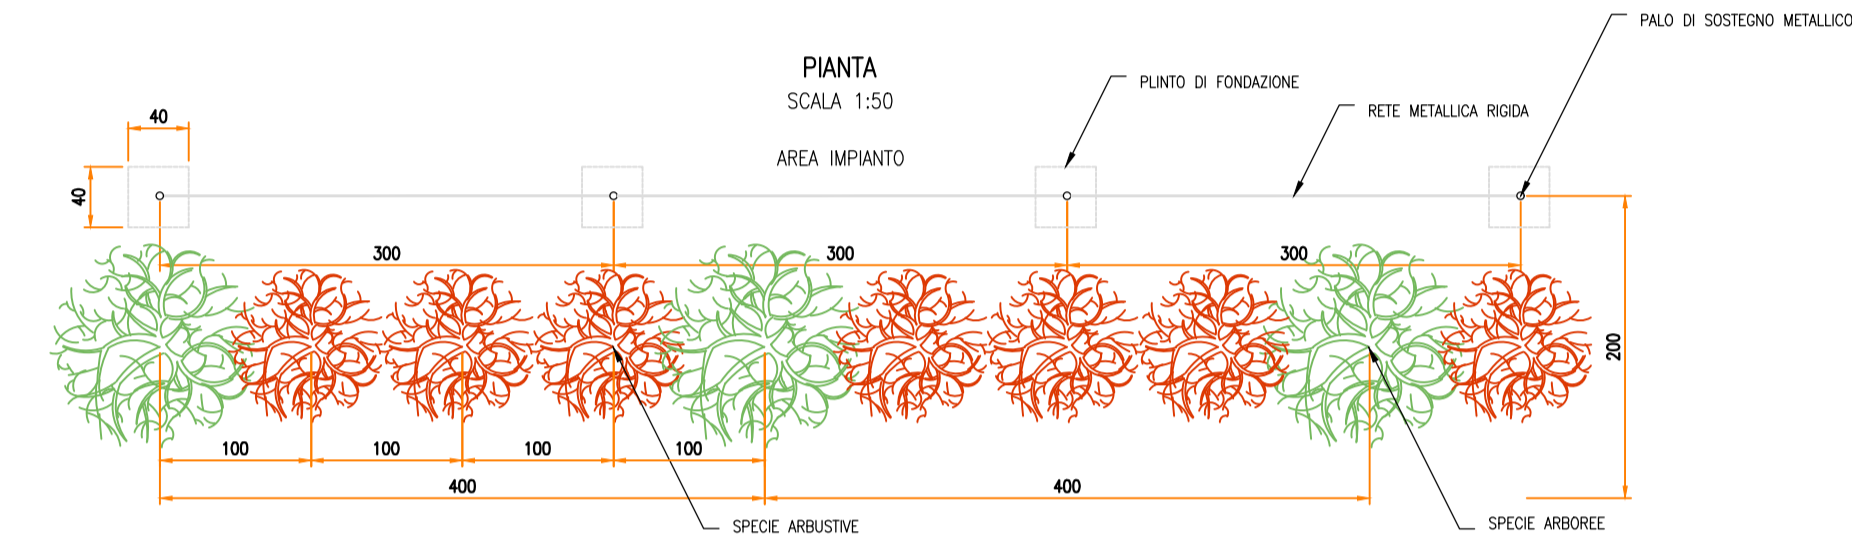 PALO DI SOSTEGNO METALLICO
PIANTA
SCALA 1:50
PLINTO DI FONDAZIONE
RETE METALLICA RIGIDA
40
AREA IMPIANTO
40
300
300
300
200
100
100
100
100
400
400
SPECIE ARBUSTIVE
SPECIE ARBOREE